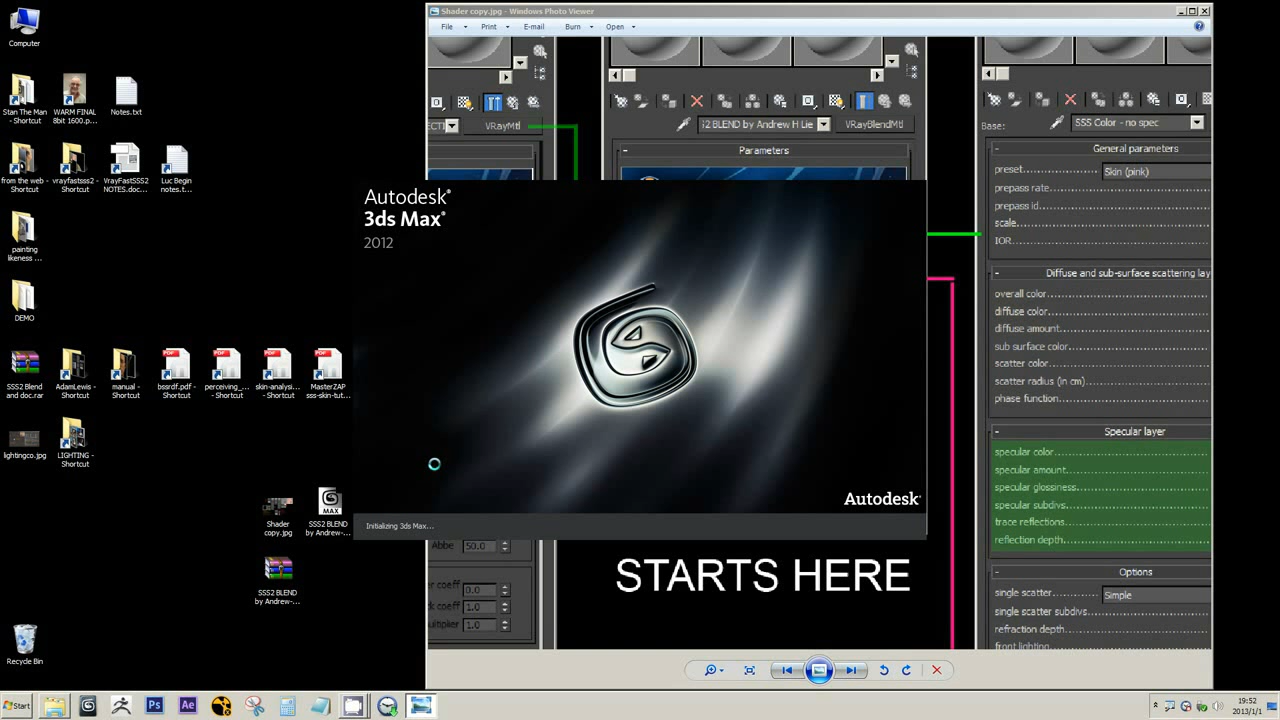 Shader copy.jpg - Windows Photo Viewer
File
Print
E-mail
Burn
Open
Computer
Stan The Man - Shortcut
WARM FINAL 8bit 1600.p...
Notes.txt
from the web - Shortcut
vrayfastsss2 - Shortcut
VrayFastSSS2 NOTES.doc...
Luc Begin notes.t...
painting likeness ...
DEMO
SSS2 Blend and doc.rar
AdamLewis - Shortcut
manual - Shortcut
bssrdf.pdf - Shortcut
perceiving_... - Shortcut
skin-analysi... - Shortcut
MasterZAP sss-skin-tut...
lightingco.jpg
LIGHTING - Shortcut
Shader copy.jpg
SSS2 BLEND by Andrew-...
SSS2 BLEND by Andrew-...
Recycle Bin
VRayMtl
S2 BLEND by Andrew H Lie
VRayBlendMtl
Parameters
Base:
SSS Color - no spec
General parameters
preset
Skin (pink)
prepass rate
prepass id
scale
IOR
Diffuse and sub-surface scattering lay
overall color
diffuse color
diffuse amount
sub surface color
scatter color
scatter radius (in cm)
phase function
Specular layer
specular color
specular amount
specular glossiness
specular subdivs
trace reflections
reflection depth
Options
single scatter
Simple
single scatter subdivs
refraction depth
front lighting
Autodesk®
3ds Max®
2012
Autodesk
Initializing 3ds Max...
Abbe
50.0
coeff
0.0
coeff
1.0
ultiplier
1.0
STARTS HERE
Start
19:52
2013/1/1